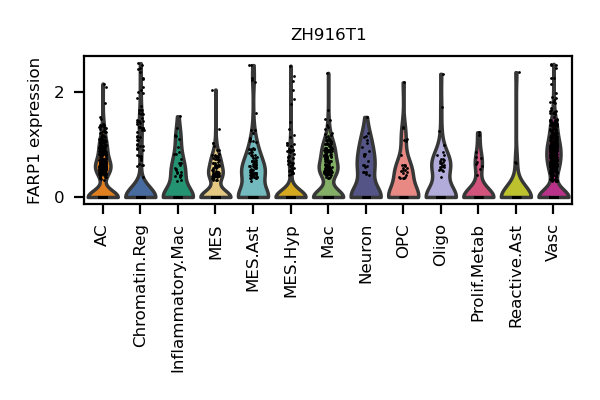 ZH916T1
FARP1 expression
2
0
AC
Chromatin.Reg
Inflammatory.Mac
MES
MES.Ast
MES.Hyp
Mac
Neuron
OPC
Oligo
Prolif.Metab
Reactive.Ast
Vasc